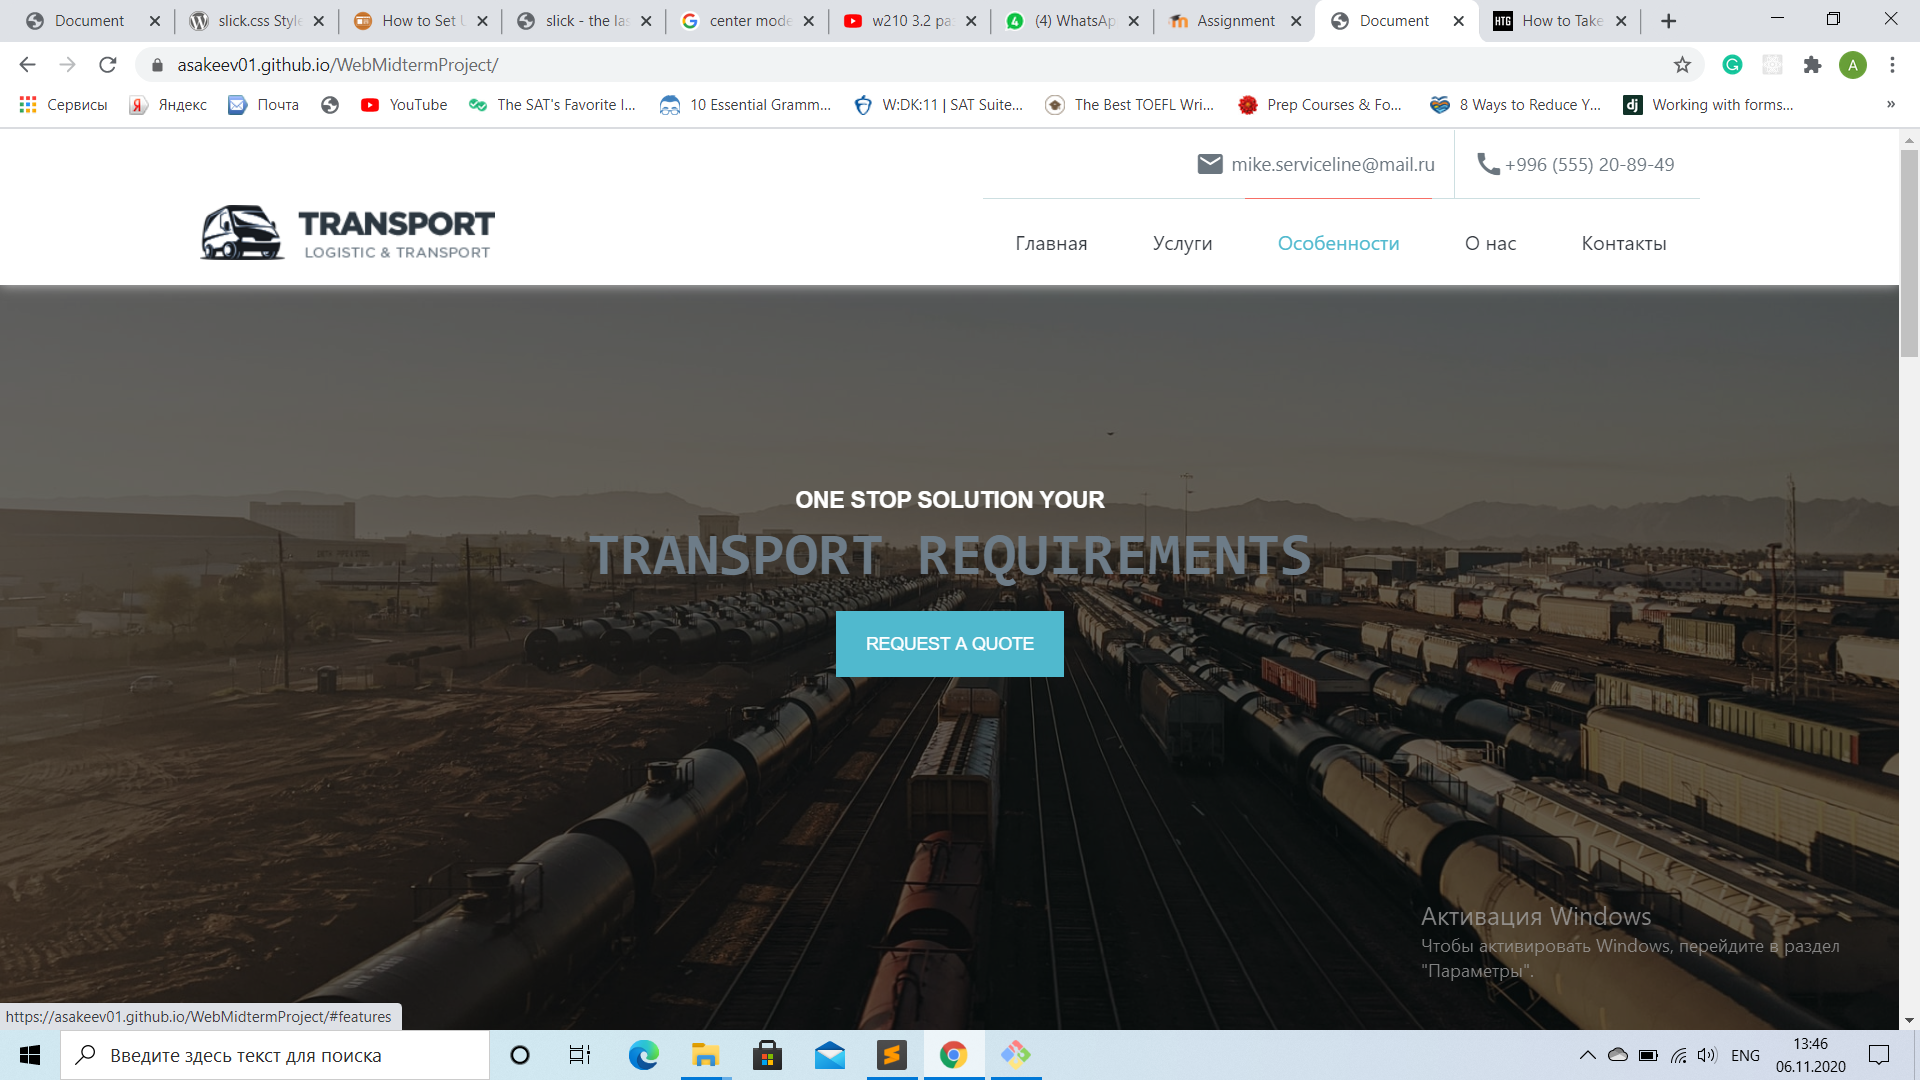 Document
slick.css Style
How to Set U
slick - the las
center mode
w210 3.2 раз
(4) WhatsAp
Assignment
Document
HTG How to Take
asakeev01.github.io/WebMidtermProject/
A
Сервисы
Яндекс
Почта
YouTube
The SAT's Favorite I...
10 Essential Gramm...
W:DK:11 | SAT Suite...
The Best TOEFL Wri...
Prep Courses & Fo...
8 Ways to Reduce Y...
dj Working with forms...
mike.serviceline@mail.ru
+996 (555) 20-89-49
TRANSPORT
LOGISTIC & TRANSPORT
Главная
Услуги
Особенности
О нас
Контакты
ONE STOP SOLUTION YOUR
TRANSPORT REQUIREMENTS
REQUEST A QUOTE
Активация Windows
Чтобы активировать Windows, перейдите в раздел
"Параметры".
https://asakeev01.github.io/WebMidtermProject/#features
Введите здесь текст для поиска
ENG
13:46
06.11.2020